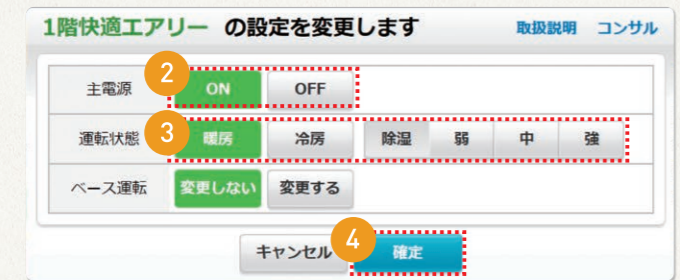 1階快適エアリー の設定を変更します 取扱説明 コンサル
主電源 2 ON OFF
運転状態 3 暖房 冷房 除湿 弱 中 強
ベース運転 変更しない 変更する
キャンセル 4 確定